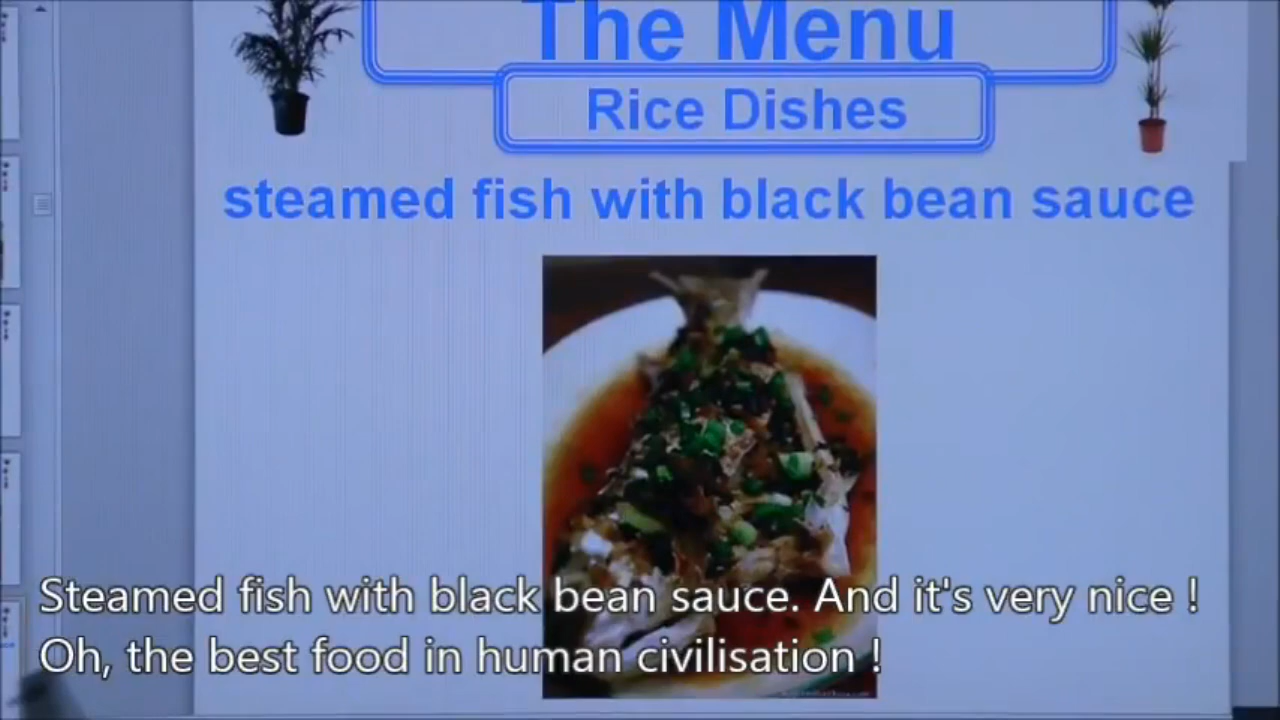 The Menu
Rice Dishes
steamed fish with black bean sauce
Steamed fish with black bean sauce. And it's very nice !
Oh, the best food in human civilisation !